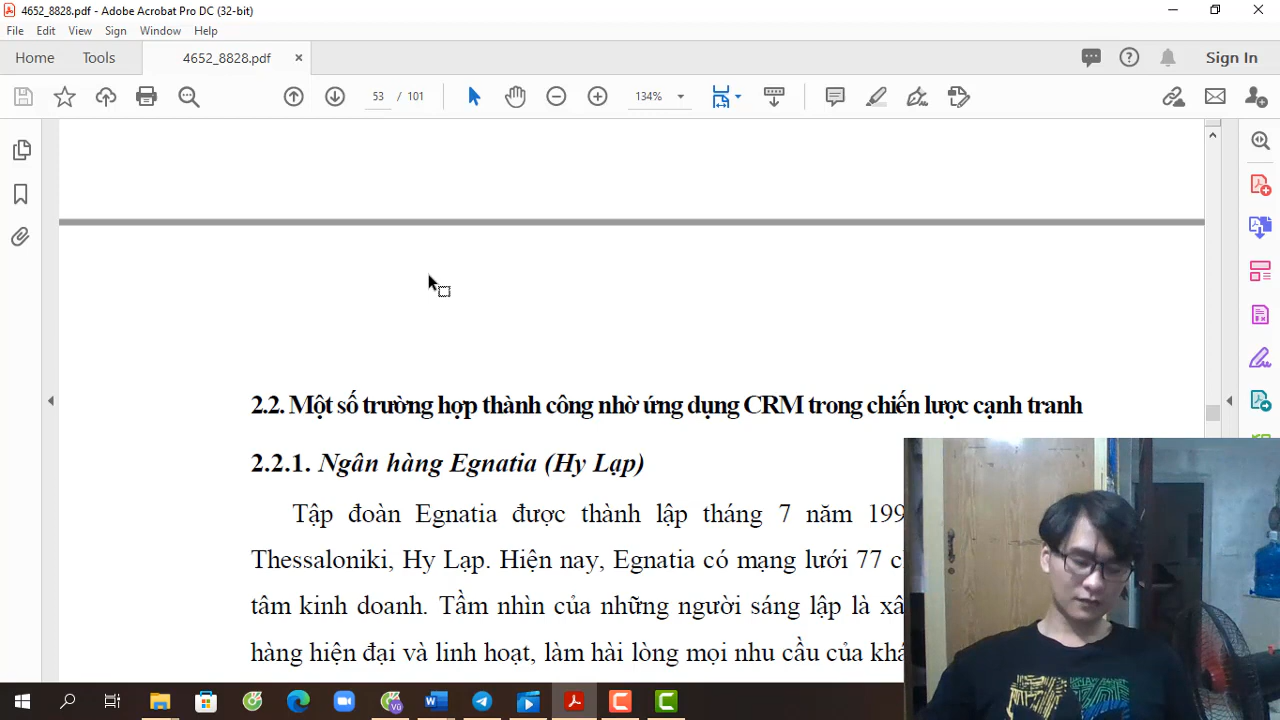 4652_8828.pdf - Adobe Acrobat Pro DC (32-bit)
File Edit View Sign Window Help
Home Tools 4652_8828.pdf × Sign In
53 / 101 134%
2.2. Một số trường hợp thành công nhờ ứng dụng CRM trong chiến lược cạnh tranh
2.2.1. Ngân hàng Egnatia (Hy Lạp)
Tập đoàn Egnatia được thành lập tháng 7 năm 199
Thessaloniki, Hy Lạp. Hiện nay, Egnatia có mạng lưới 77
tâm kinh doanh. Tầm nhìn của những người sáng lập là
hàng hiện đại và linh hoạt, làm hài lòng mọi nhu cầu của
VG